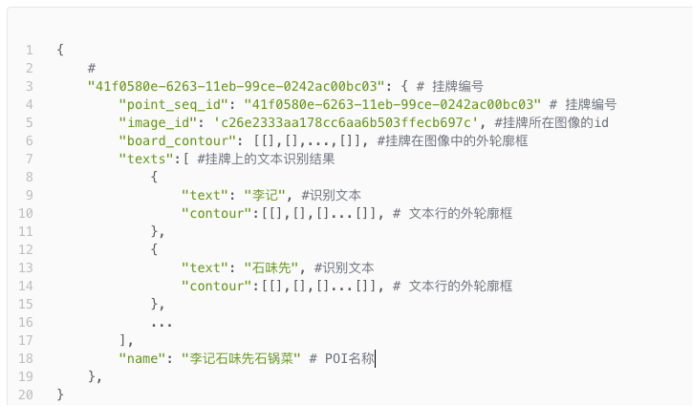 1 {
2 #
3 "41f0580e-6263-11eb-99ce-0242ac00bc03": { # 挂牌编号
4 "point_seq_id": "41f0580e-6263-11eb-99ce-0242ac00bc03" # 挂牌编号
5 "image_id": 'c26e2333aa178cc6aa6b503ffecb697c', #挂牌所在图像的id
6 "board_contour": [[],[],...,[]], #挂牌在图像中的外轮廓框
7 "texts":[ #挂牌上的文本识别结果
8 {
9 "text": "李记", #识别文本
10 "contour":[[],[],[]...[]], # 文本行的外轮廓框
11 },
12 {
13 "text": "石味先", #识别文本
14 "contour":[[],[],[]...[]], # 文本行的外轮廓框
15 },
16 ...
17 ],
18 "name": "李记石味先石锅菜" # POI名称
19 },
20 }